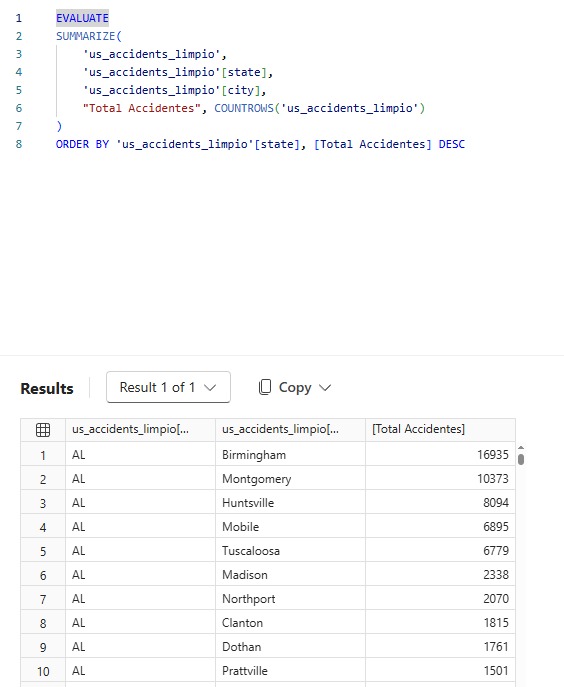 1 EVALUATE
2 SUMMARIZE(
3 'us_accidents_limpio',
4 'us_accidents_limpio'[state],
5 'us_accidents_limpio'[city],
6 "Total Accidentes", COUNTROWS('us_accidents_limpio')
7 )
8 ORDER BY 'us_accidents_limpio'[state], [Total Accidentes] DESC
Results Result 1 of 1 Copy
us_accidents_limpio[... us_accidents_limpio[... [Total Accidentes]
1 AL Birmingham 16935
2 AL Montgomery 10373
3 AL Huntsville 8094
4 AL Mobile 6895
5 AL Tuscaloosa 6779
6 AL Madison 2338
7 AL Northport 2070
8 AL Clanton 1815
9 AL Dothan 1761
10 AL Prattville 1501